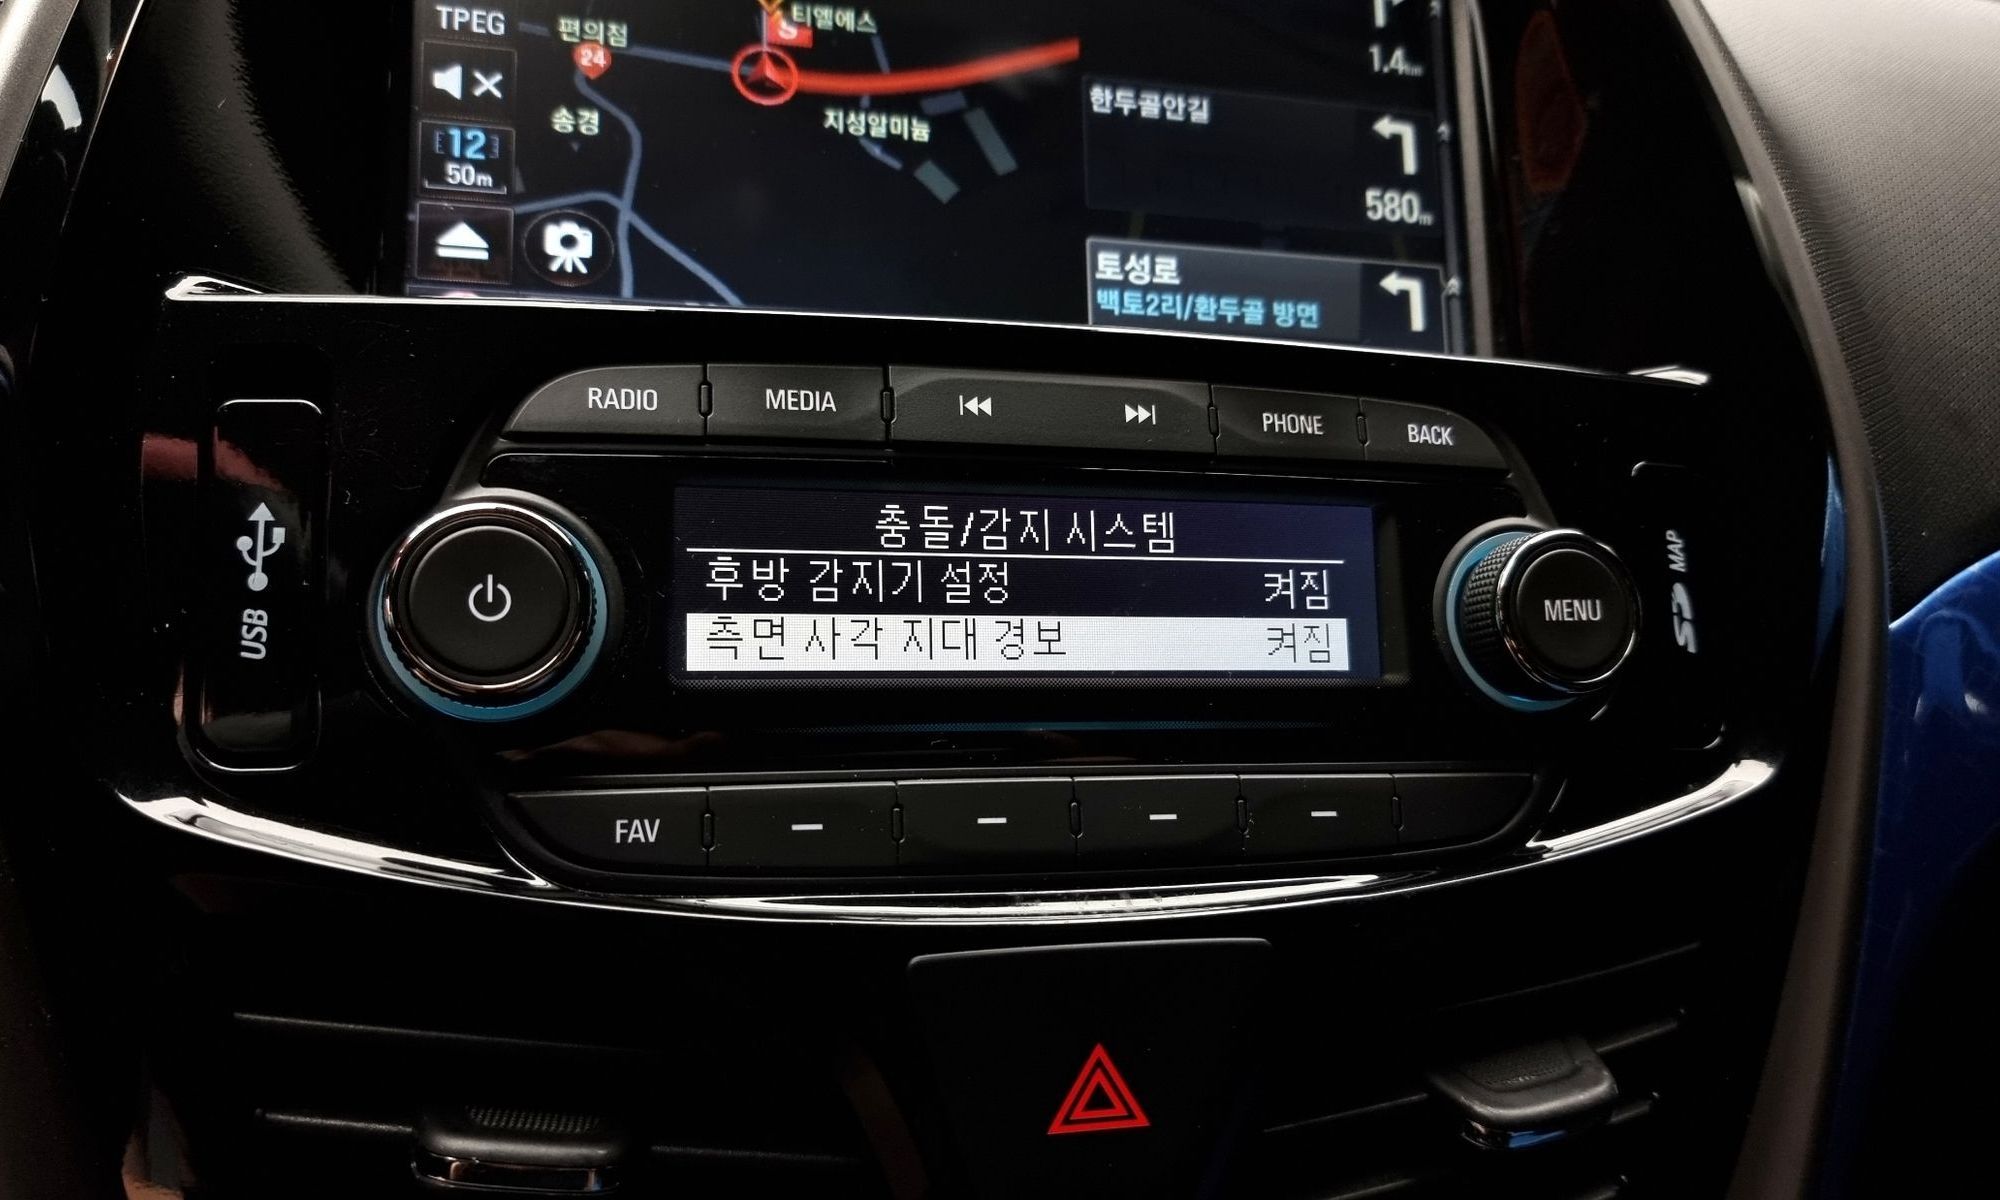 TPEG
편의점
24
S
티엘에스
1.4km
송경
지성알미늄
한두골안길
12
50m
580m
토성로
백토2리/환두골 방면
RADIO
MEDIA
PHONE
BACK
USB
충돌/감지 시스템
후방 감지기 설정 켜짐
측면 사각 지대 경보 켜짐
MENU
SD MAP
FAV